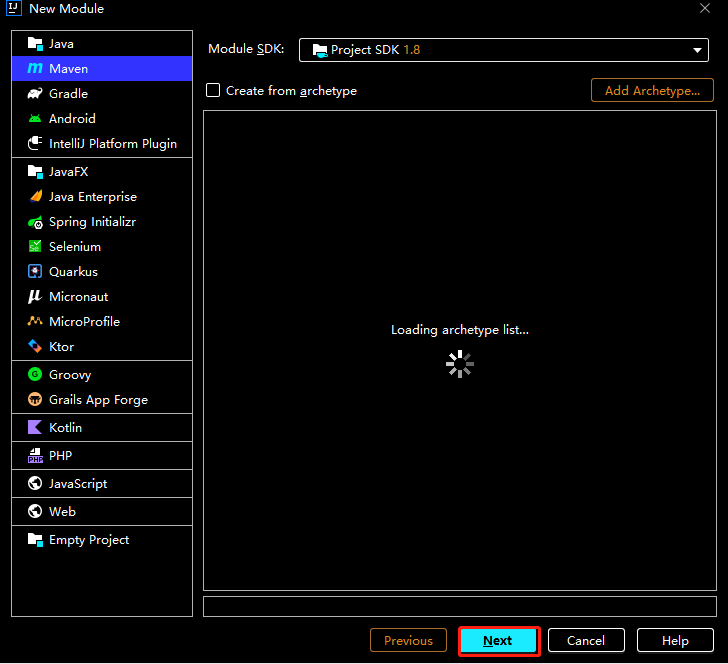 New Module
Java
Maven
Gradle
Android
IntelliJ Platform Plugin
JavaFX
Java Enterprise
Spring Initializr
Selenium
Quarkus
Micronaut
MicroProfile
Ktor
Groovy
Grails App Forge
Kotlin
PHP
JavaScript
Web
Empty Project
Module SDK:
Project SDK 1.8
Create from archetype
Add Archetype...
Loading archetype list...
Previous
Next
Cancel
Help